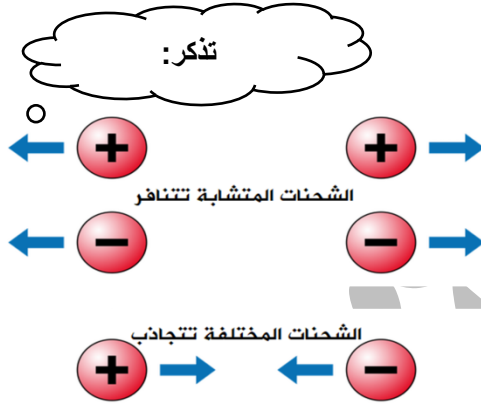 تذكر:
+ +
الشحنات المتشابة تتنافر
− −
الشحنات المختلفة تتجاذب
+ −